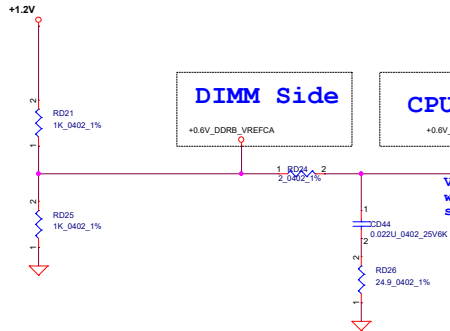 +1.2V
DIMM Side
CPU
+0.6V_DDRB_VREFCA
+0.6V_
2
RD21
1K_0402_1%
1
1 RD24 2
2_0402_1%
V
w
s
2
RD25
1K_0402_1%
1
1
CD44
0.022U_0402_25V6K
2
2
RD26
24.9_0402_1%
1